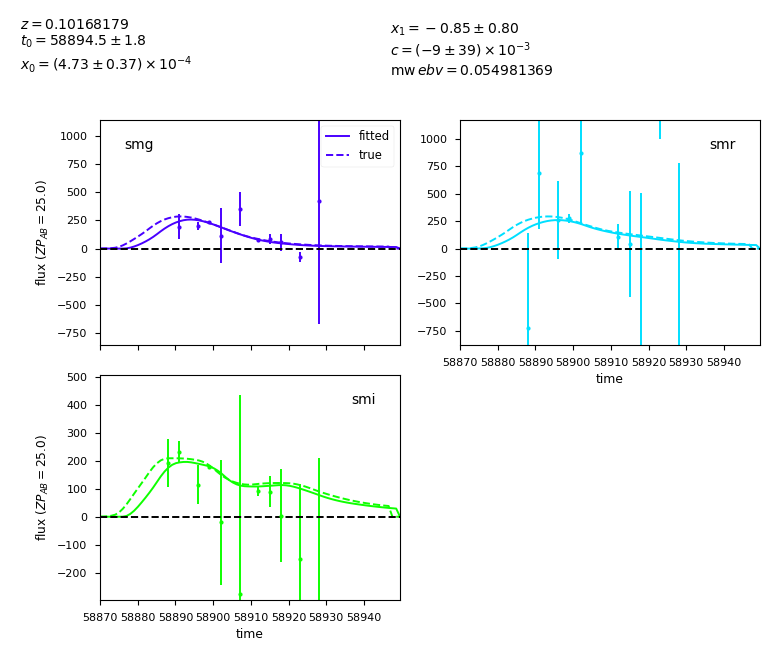 z = 0.10168179
t₀ = 58894.5 ± 1.8
x₀ = (4.73 ± 0.37) × 10⁻⁴
x₁ = − 0.85 ± 0.80
c = (−9 ± 39) × 10⁻³
mw ebv = 0.054981369
smg
fitted
true
1000
750
500
250
0
−250
−500
−750
flux (ZP_AB = 25.0)
smr
1000
750
500
250
0
−250
−500
−750
58870 58880 58890 58900 58910 58920 58930 58940
time
smi
500
400
300
200
100
0
−100
−200
flux (ZP_AB = 25.0)
58870 58880 58890 58900 58910 58920 58930 58940
time